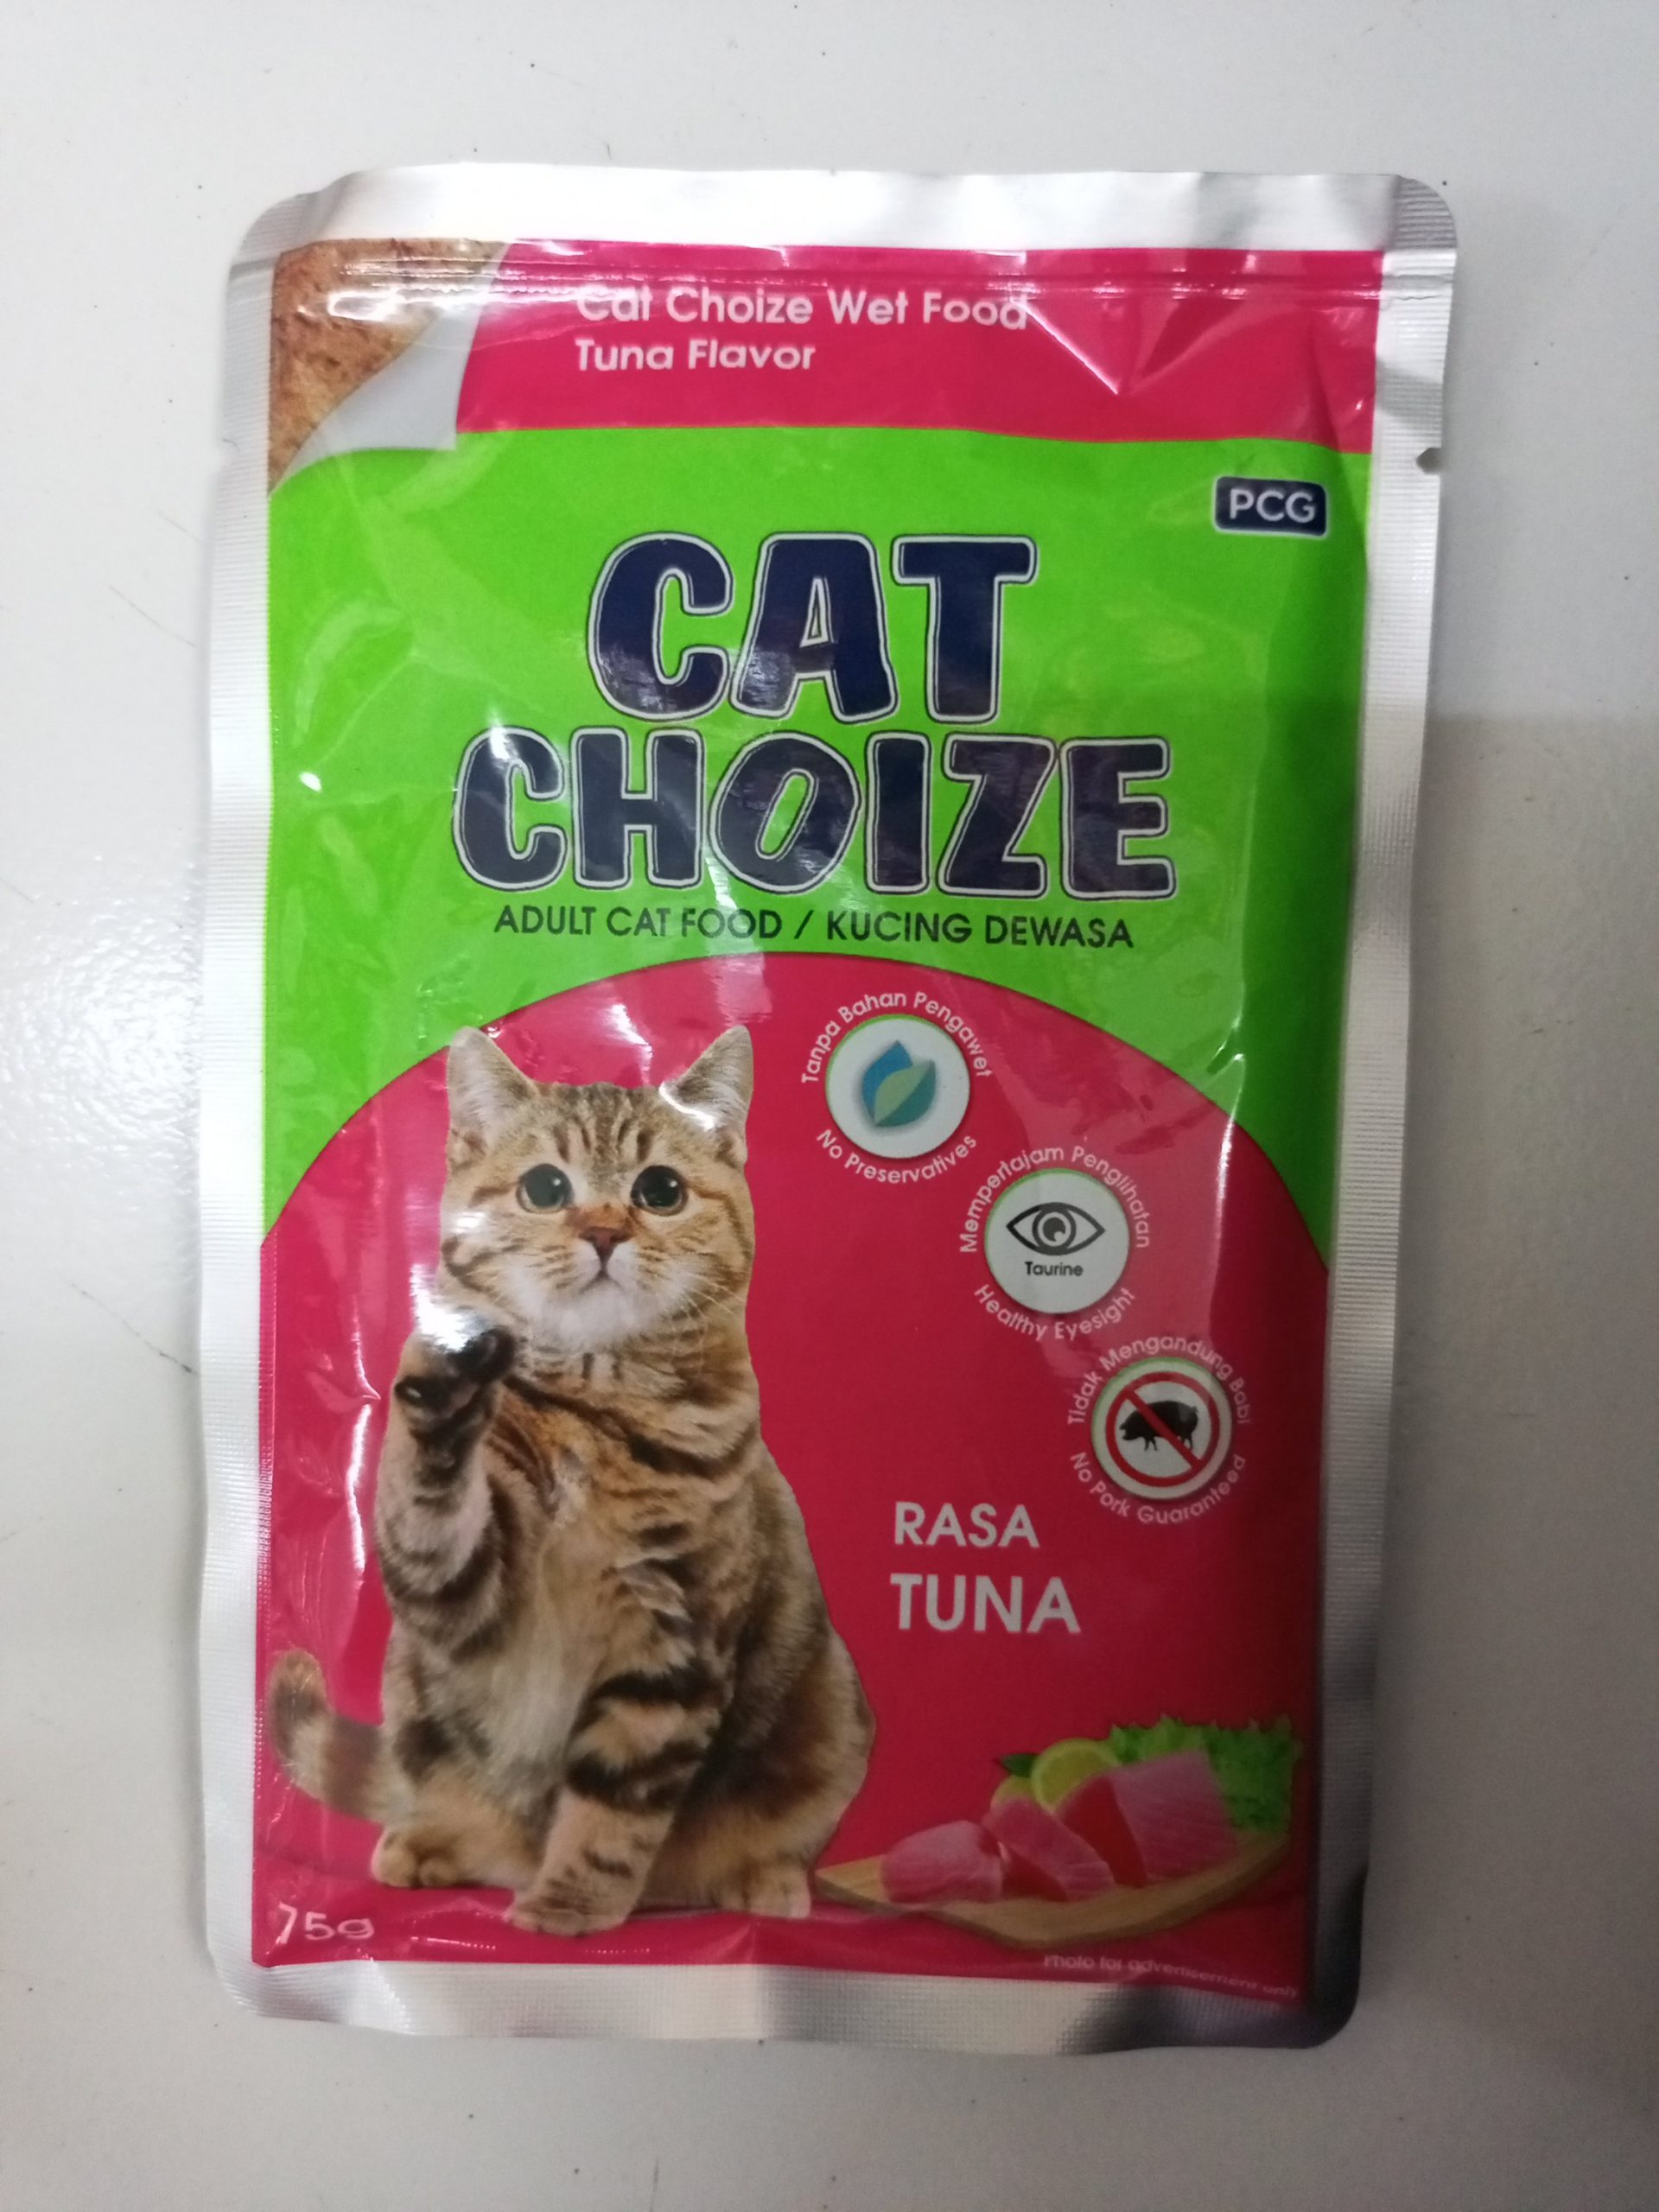 Cat Choize Wet Food
Tuna Flavor
PCG
CAT
CHOIZE
ADULT CAT FOOD / KUCING DEWASA
Tanpa Bahan Pengawet
No Preservatives
Mempertajam Penglihatan
Taurine
Healthy Eyesight
Tidak Mengandung Babi
No Pork Guaranteed
RASA
TUNA
75g
Photo for advertisement only